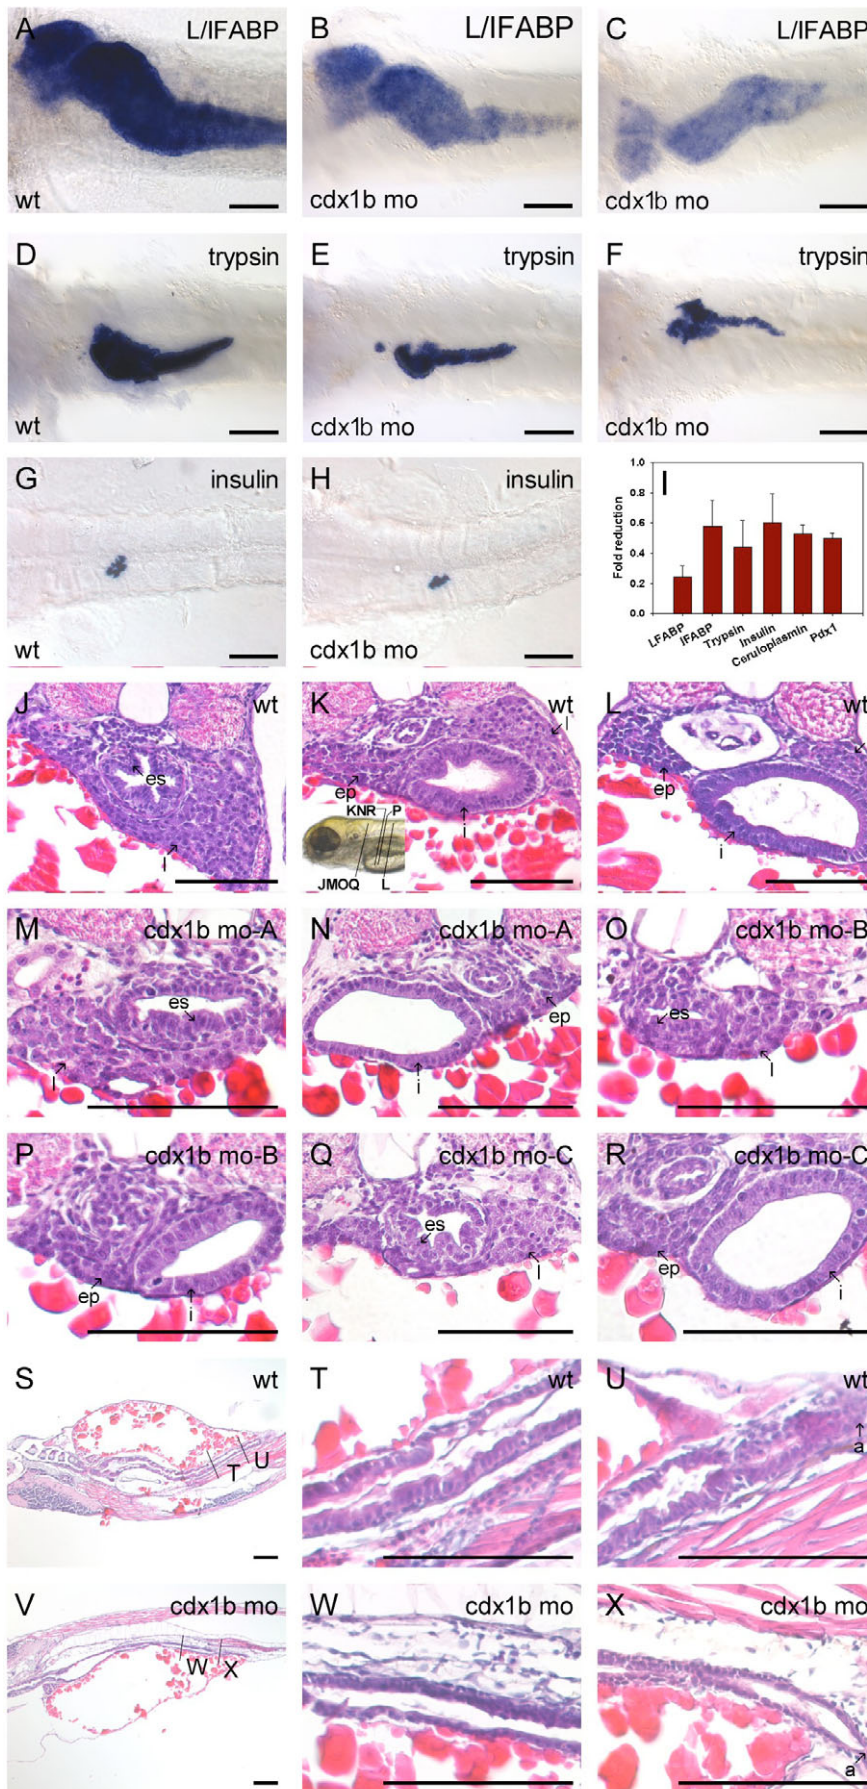 A L/IFABP
wt
B L/IFABP
cdx1b mo
C L/IFABP
cdx1b mo
D trypsin
wt
E trypsin
cdx1b mo
F trypsin
cdx1b mo
G insulin
wt
H insulin
cdx1b mo
I
Fold reduction
1.0
0.8
0.6
0.4
0.2
0.0
LFABP
IFABP
Trypsin
Insulin
Ceruloplasmin
Pdx1
J wt
es
l
K wt
l
ep
i
KNR P
JMOQ L
L wt
ep
i
M cdx1b mo-A
es
l
N cdx1b mo-A
ep
i
O cdx1b mo-B
es
l
P cdx1b mo-B
ep
i
Q cdx1b mo-C
es
l
R cdx1b mo-C
ep
i
S wt
T
U
T wt
U wt
a
V cdx1b mo
W
X
W cdx1b mo
X cdx1b mo
a